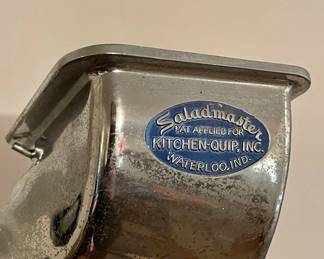 Saladmaster
PAT. APPLIED FOR
KITCHEN-QUIP, INC.
WATERLOO, IND.